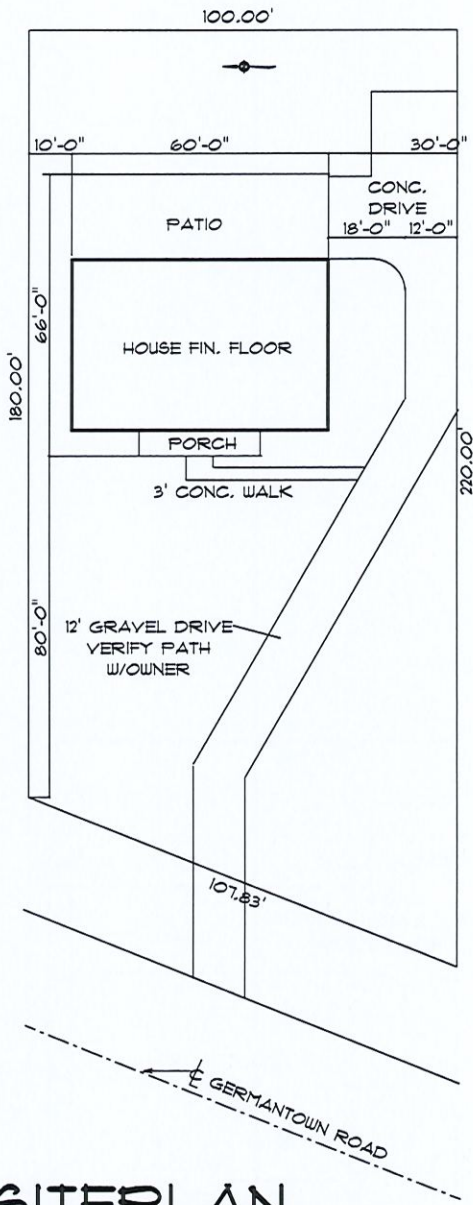 100.00'
10'-0"
60'-0"
30'-0"
CONC.
DRIVE
PATIO
18'-0"
12'-0"
66'-0"
HOUSE FIN. FLOOR
180.00'
PORCH
220.00'
3' CONC. WALK
12' GRAVEL DRIVE
VERIFY PATH
W/OWNER
80'-0"
107.83'
℄ GERMANTOWN ROAD
SITEPLAN